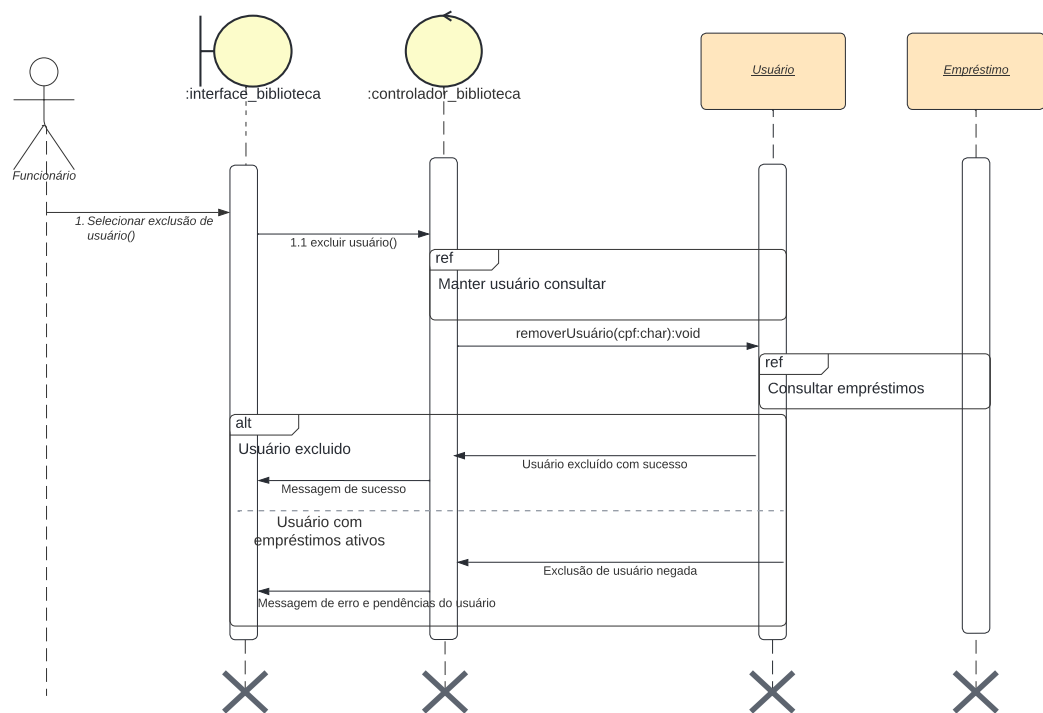 Usuário
Empréstimo
:interface_biblioteca
:controlador_biblioteca
Funcionário
1. Selecionar exclusão de
usuário()
1.1 excluir usuário()
ref
Manter usuário consultar
removerUsuário(cpf:char):void
ref
Consultar empréstimos
alt
Usuário excluido
Usuário excluído com sucesso
Messagem de sucesso
Usuário com
empréstimos ativos
Exclusão de usuário negada
Messagem de erro e pendências do usuário